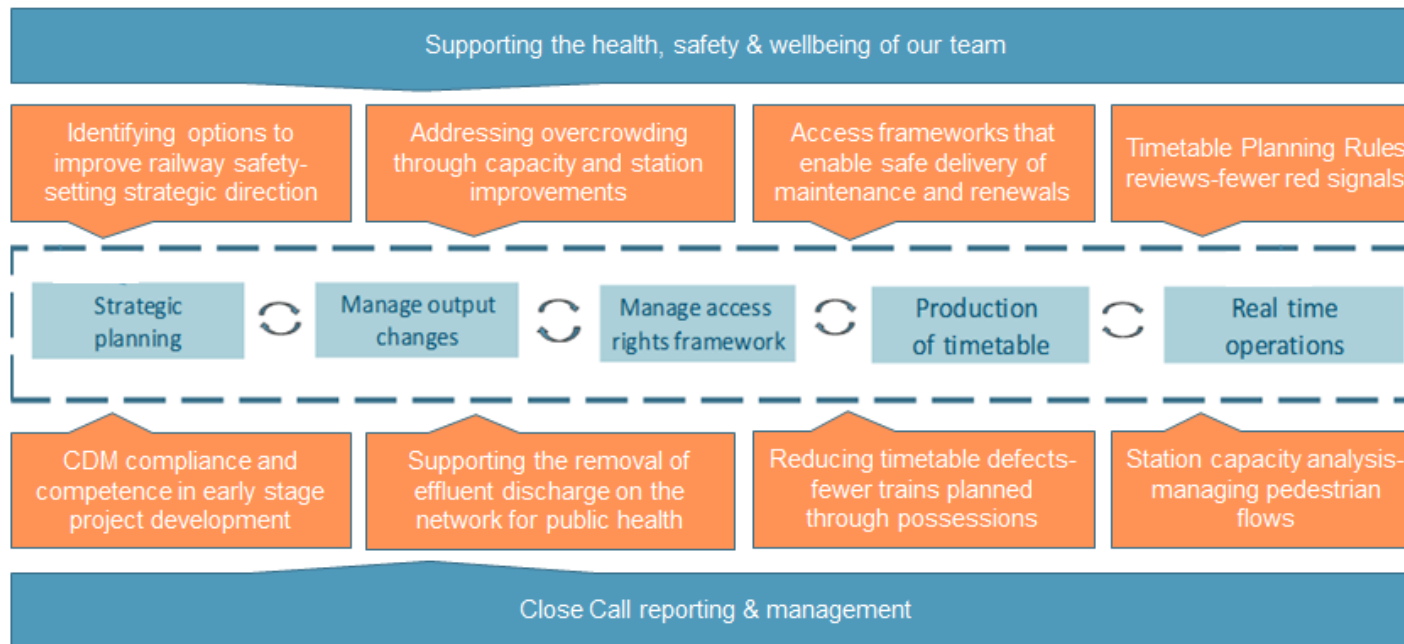 Supporting the health, safety & wellbeing of our team
Identifying options to
improve railway safety-
setting strategic direction
Addressing overcrowding
through capacity and station
improvements
Access frameworks that
enable safe delivery of
maintenance and renewals
Timetable Planning Rules
reviews-fewer red signals
Strategic
planning
Manage output
changes
Manage access
rights framework
Production
of timetable
Real time
operations
CDM compliance and
competence in early stage
project development
Supporting the removal of
effluent discharge on the
network for public health
Reducing timetable defects-
fewer trains planned
through possessions
Station capacity analysis-
managing pedestrian
flows
Close Call reporting & management